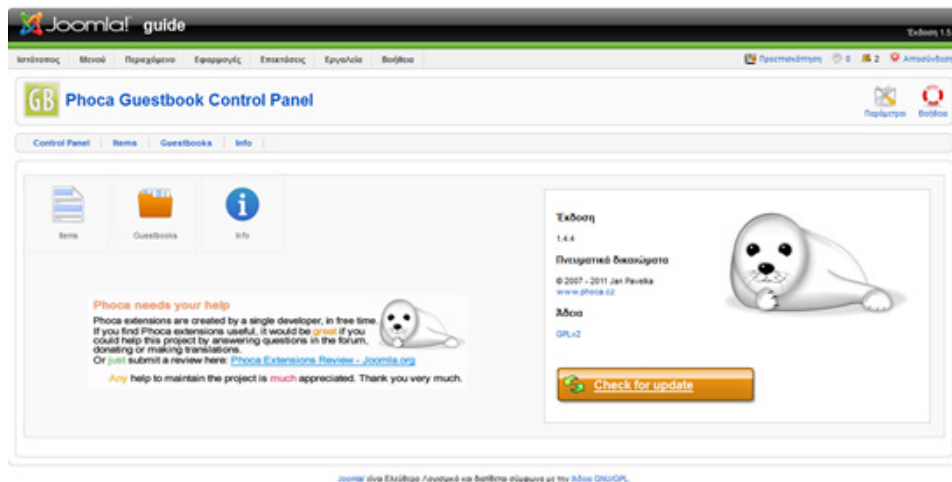 Joomla! guide
Έκδοση 1.5
Ιστότοπος Μενού Περιεχόμενο Εφαρμογές Επεκτάσεις Εργαλεία Βοήθεια
Προεπισκόπηση 0 2 Αποσύνδεση
GB Phoca Guestbook Control Panel
Παράμετροι Βοήθεια
Control Panel Items Guestbooks Info
Items Guestbooks Info
Έκδοση
1.4.4
Πνευματικά δικαιώματα
© 2007 - 2011 Jan Pavelka
www.phoca.cz
Άδεια
GPLv2
Check for update
Phoca needs your help
Phoca extensions are created by a single developer, in free time.
If you find Phoca extensions useful, it would be great if you
could help this project by answering questions in the forum,
donating or making translations.
Or just submit a review here: Phoca Extensions Review - Joomla.org
Any help to maintain the project is much appreciated. Thank you very much.
Joomla! είναι Ελεύθερο Λογισμικό και διατίθεται σύμφωνα με την Άδεια GNU/GPL.